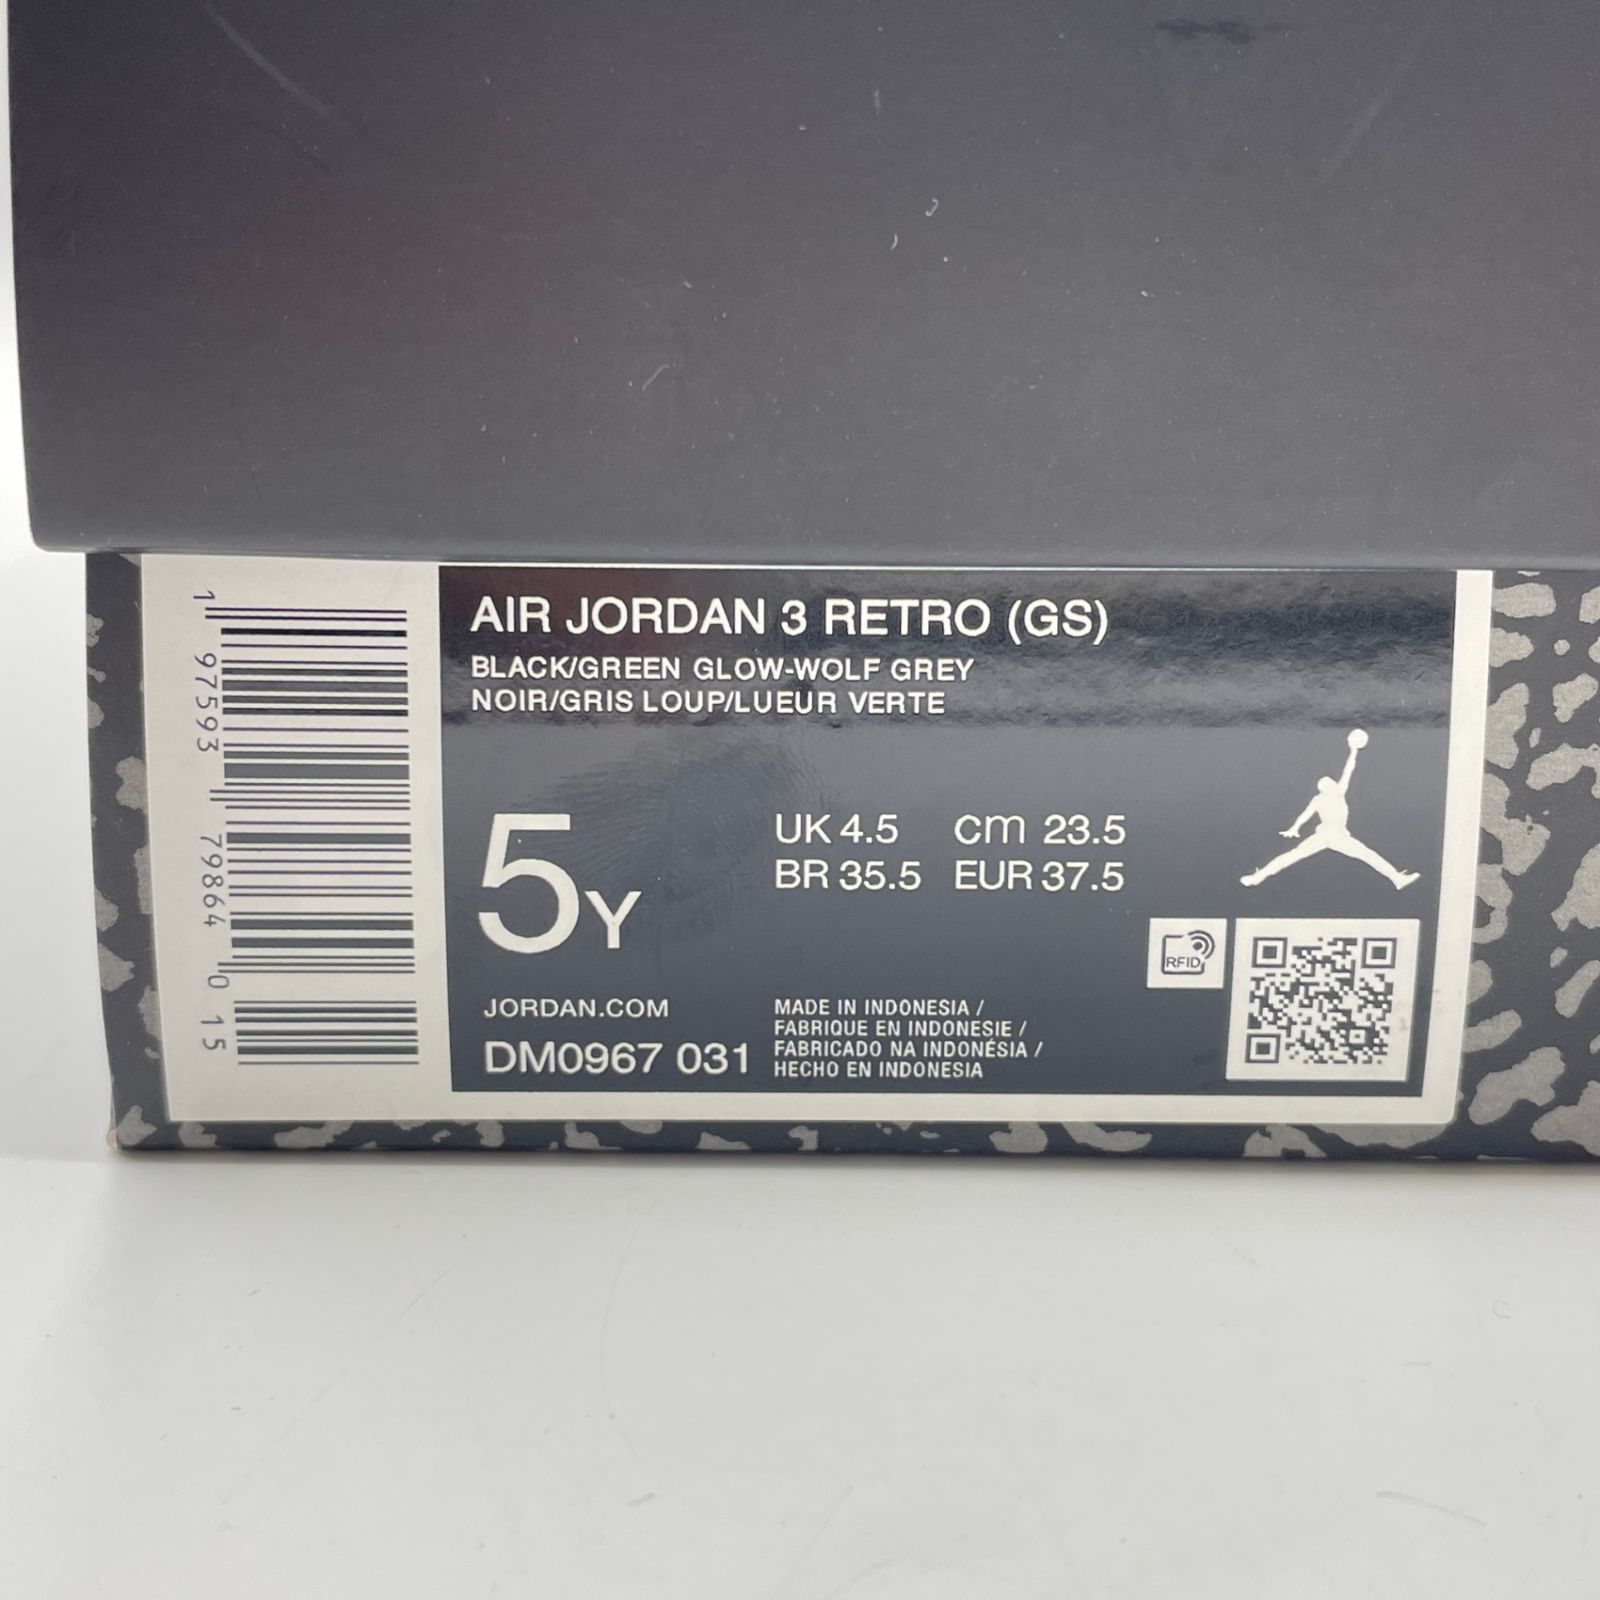 AIR JORDAN 3 RETRO (GS)
BLACK/GREEN GLOW-WOLF GREY
NOIR/GRIS LOUP/LUEUR VERTE
5Y
UK 4.5 cm 23.5
BR 35.5 EUR 37.5
RFID
JORDAN.COM
DM0967 031
MADE IN INDONESIA /
FABRIQUE EN INDONESIE /
FABRICADO NA INDONÉSIA /
HECHO EN INDONESIA
1 97593 79864 0 15